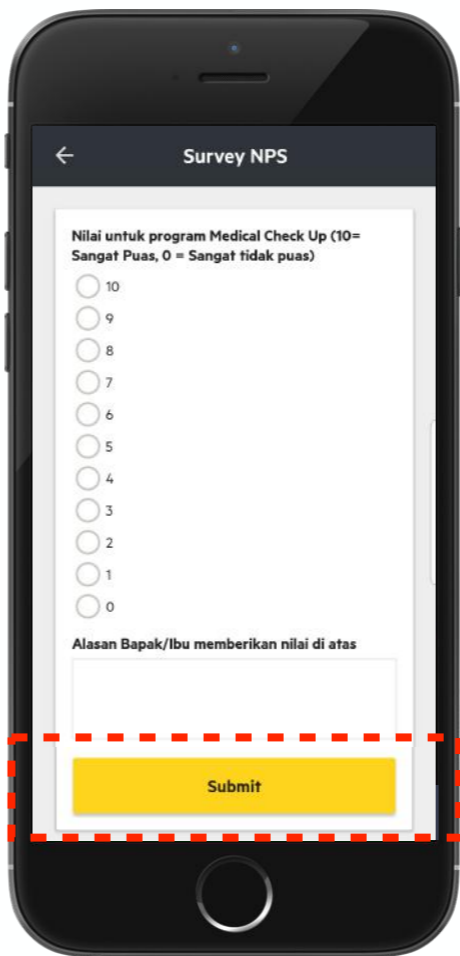 Survey NPS
Nilai untuk program Medical Check Up (10=
Sangat Puas, 0 = Sangat tidak puas)
10
9
8
7
6
5
4
3
2
1
0
Alasan Bapak/Ibu memberikan nilai di atas
Submit